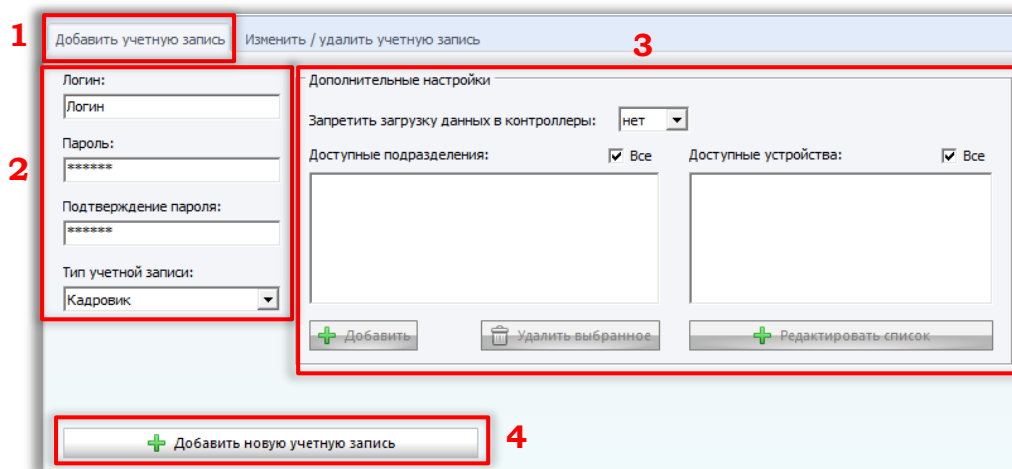 1
Добавить учетную запись
Изменить / удалить учетную запись
3
2
Логин:
Логин
Пароль:
******
Подтверждение пароля:
******
Тип учетной записи:
Кадровик
Дополнительные настройки
Запретить загрузку данных в контроллеры: нет
Доступные подразделения: Все
Доступные устройства: Все
Добавить
Удалить выбранное
Редактировать список
Добавить новую учетную запись
4